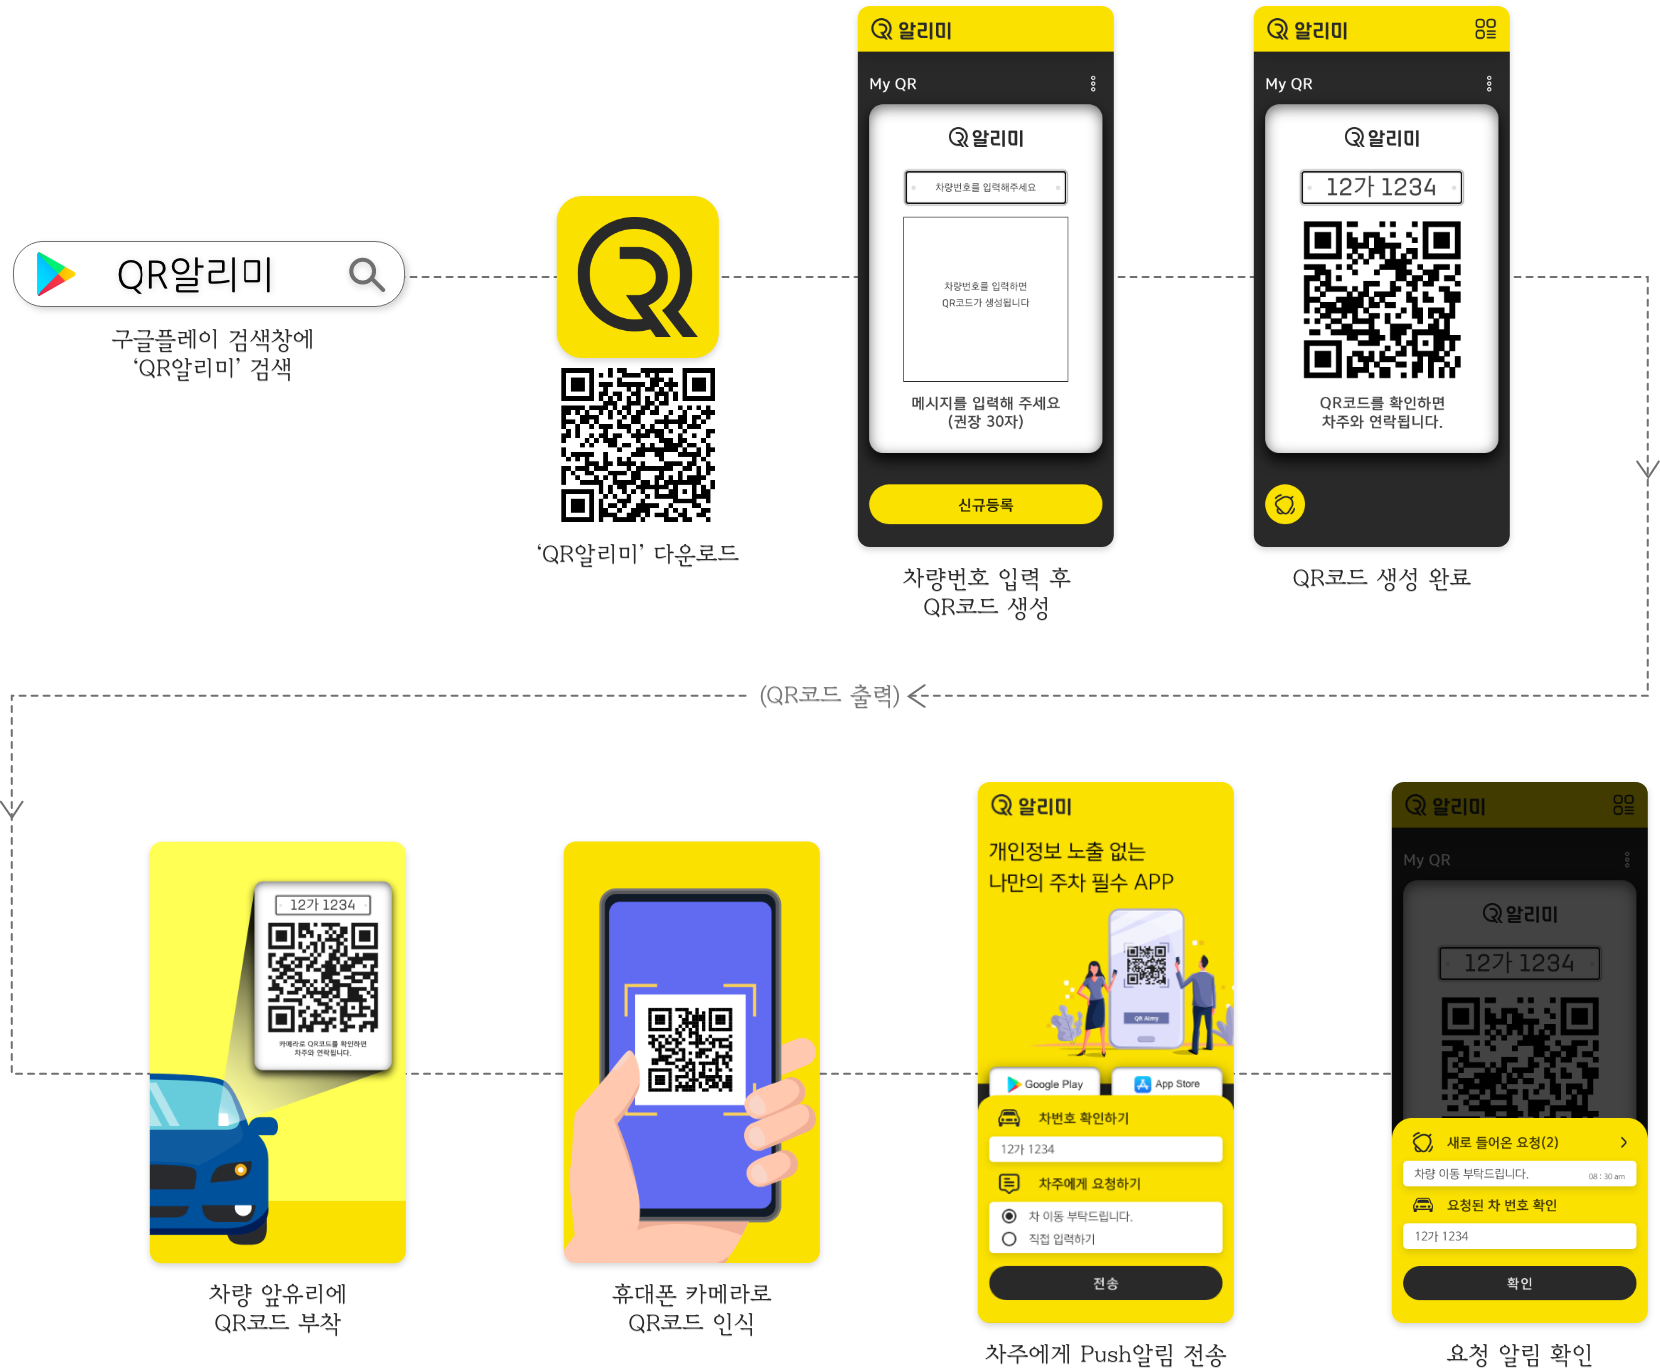 QR알리미
구글플레이 검색창에
‘QR알리미’ 검색
‘QR알리미’ 다운로드
QR 알리미
My QR
QR알리미
차량번호를 입력해주세요
차량번호를 입력하면
QR코드가 생성됩니다
메시지를 입력해 주세요
(권장 30자)
신규등록
차량번호 입력 후
QR코드 생성
QR 알리미
My QR
QR알리미
12가 1234
QR코드를 확인하면
차주와 연락됩니다.
QR코드 생성 완료
(QR코드 출력)
12가 1234
카메라로 QR코드를 확인하면
차주와 연락됩니다.
차량 앞유리에
QR코드 부착
휴대폰 카메라로
QR코드 인식
QR 알리미
개인정보 노출 없는
나만의 주차 필수 APP
QR Alrmy
Google Play
App Store
차번호 확인하기
12가 1234
차주에게 요청하기
차 이동 부탁드립니다.
직접 입력하기
전송
차주에게 Push알림 전송
QR 알리미
My QR
QR알리미
12가 1234
새로 들어온 요청(2)
차량 이동 부탁드립니다.
08 : 30 am
요청된 차 번호 확인
12가 1234
확인
요청 알림 확인